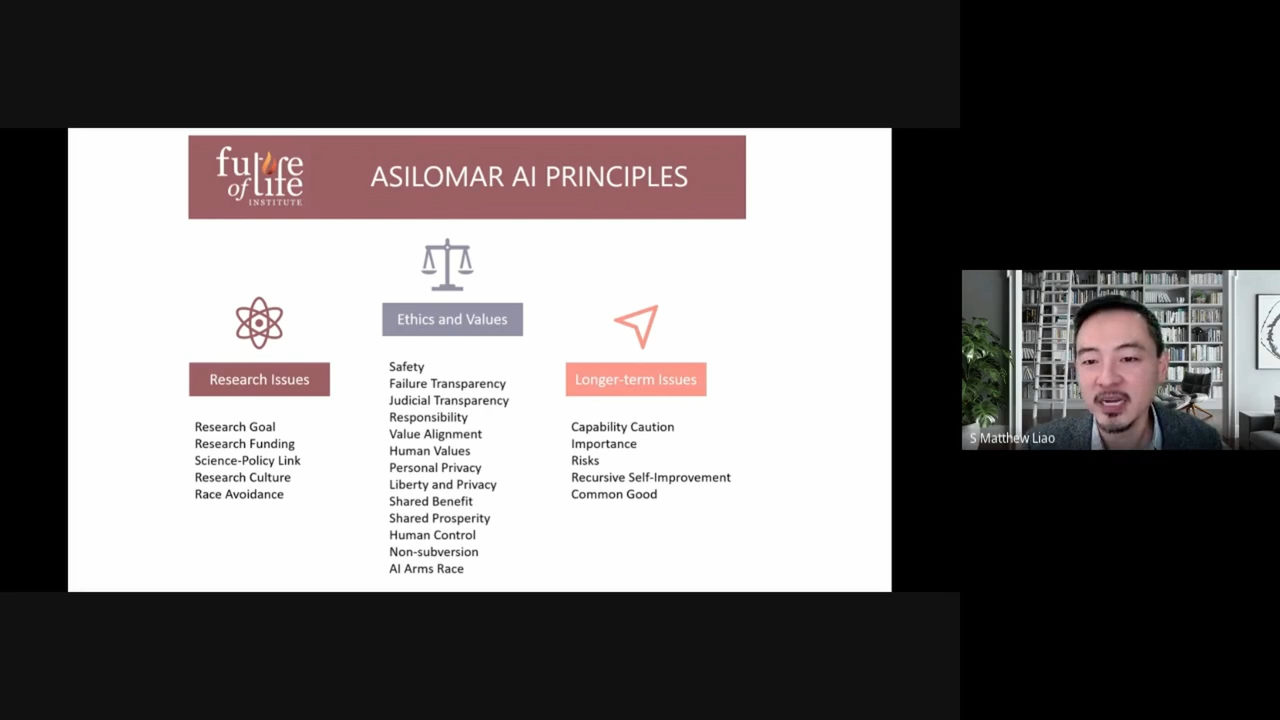 future
of life
INSTITUTE
ASILOMAR AI PRINCIPLES
Research Issues
Research Goal
Research Funding
Science-Policy Link
Research Culture
Race Avoidance
Ethics and Values
Safety
Failure Transparency
Judicial Transparency
Responsibility
Value Alignment
Human Values
Personal Privacy
Liberty and Privacy
Shared Benefit
Shared Prosperity
Human Control
Non-subversion
AI Arms Race
Longer-term Issues
Capability Caution
Importance
Risks
Recursive Self-Improvement
Common Good
S Matthew Liao